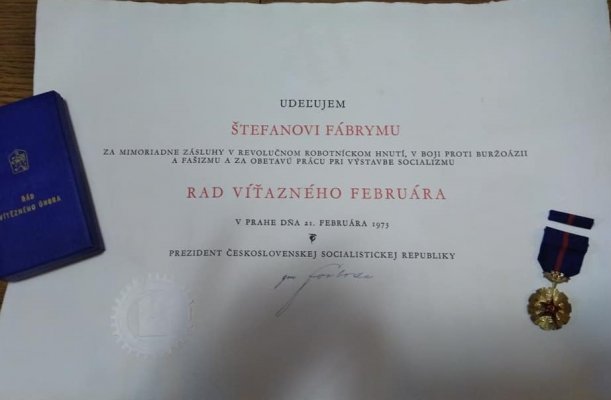 UDEĽUJEM
ŠTEFANOVI FÁBRYMU
ZA MIMORIADNE ZÁSLUHY V REVOLUČNOM ROBOTNÍCKOM HNUTÍ, V BOJI PROTI BURŽOÁZII
A FAŠIZMU A ZA OBETAVÚ PRÁCU PRI VÝSTAVBE SOCIALIZMU
RAD VÍŤAZNÉHO FEBRUÁRA
V PRAHE DŇA 21. FEBRUÁRA 1973
PREZIDENT ČESKOSLOVENSKEJ SOCIALISTICKEJ REPUBLIKY
ŘÁD
VÍTĚZNÉHO ÚNORA